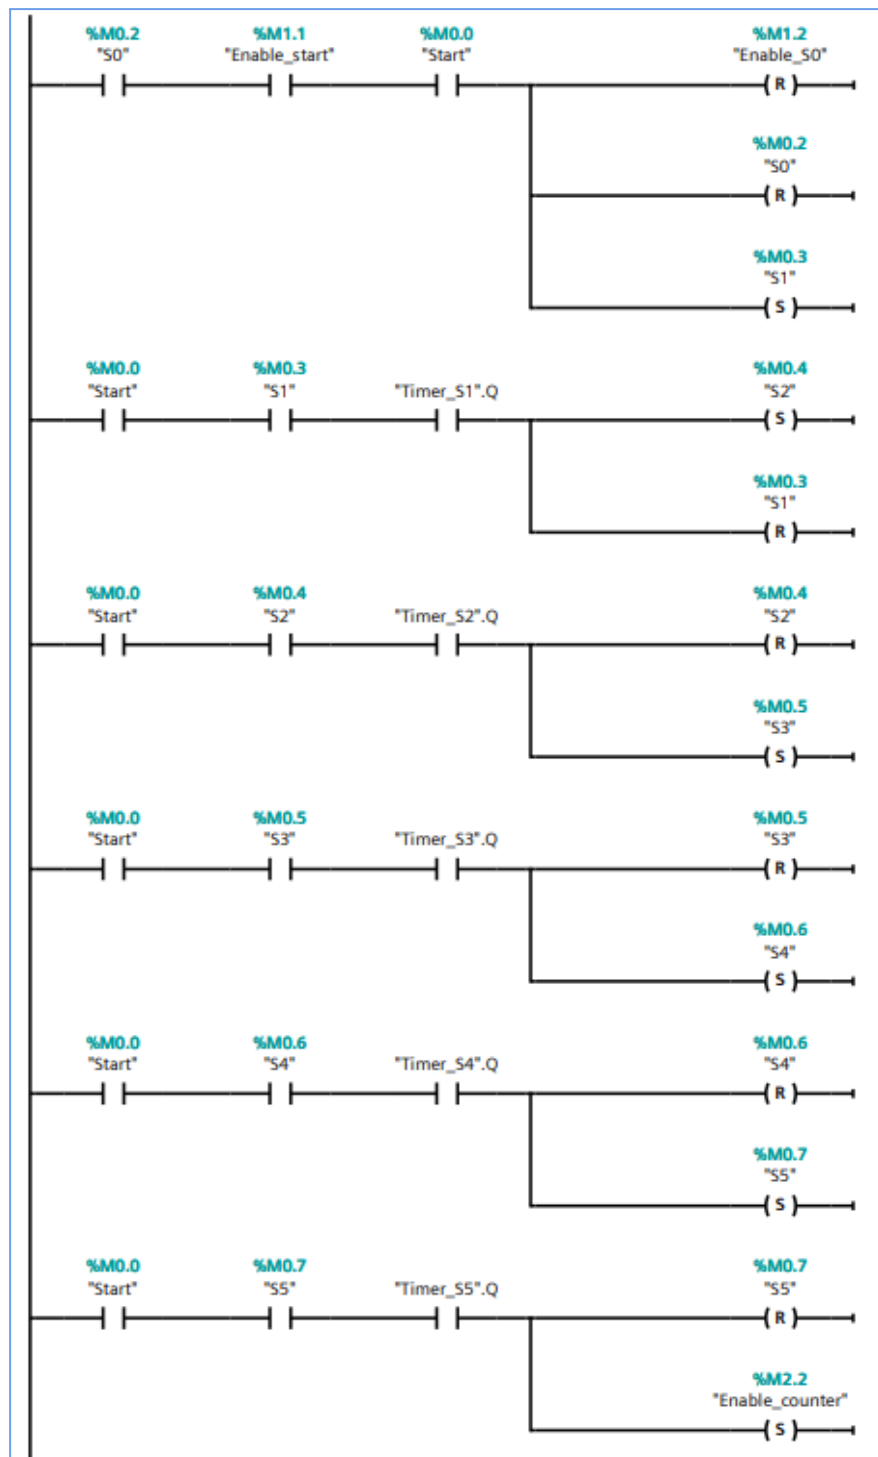 %M0.2 %M1.1 %M0.0 %M1.2
"S0" "Enable_start" "Start" "Enable_S0"
R
%M0.2
"S0"
R
%M0.3
"S1"
S
%M0.0 %M0.3 %M0.4
"Start" "S1" "Timer_S1".Q "S2"
S
%M0.3
"S1"
R
%M0.0 %M0.4 %M0.4
"Start" "S2" "Timer_S2".Q "S2"
R
%M0.5
"S3"
S
%M0.0 %M0.5 %M0.5
"Start" "S3" "Timer_S3".Q "S3"
R
%M0.6
"S4"
S
%M0.0 %M0.6 %M0.6
"Start" "S4" "Timer_S4".Q "S4"
R
%M0.7
"S5"
S
%M0.0 %M0.7 %M0.7
"Start" "S5" "Timer_S5".Q "S5"
R
%M2.2
"Enable_counter"
S